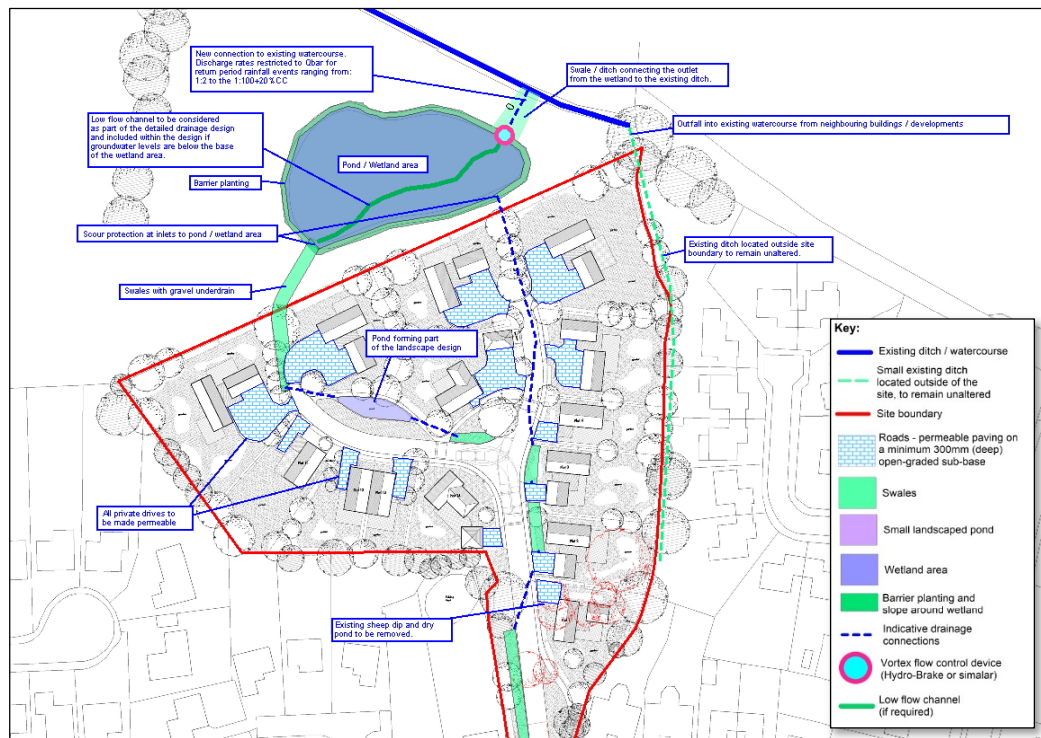 New connection to existing watercourse.
Discharge rates restricted to Qbar for
return period rainfall events ranging from:
1:2 to the 1:100+20%CC
Swale / ditch connecting the outlet
from the wetland to the existing ditch.
Low flow channel to be considered
as part of the detailed drainage design
and included within the design if
groundwater levels are below the base
of the wetland area.
Outfall into existing watercourse from neighbouring buildings / developments
Pond / Wetland area
Barrier planting
Scour protection at inlets to pond / wetland area
Existing ditch located outside site
boundary to remain unaltered.
Swales with gravel underdrain
Pond forming part
of the landscape design
All private drives to
be made permeable
Existing sheep dip and dry
pond to be removed.
Key:
Existing ditch / watercourse
Small existing ditch
located outside of the
site, to remain unaltered
Site boundary
Roads - permeable paving on
a minimum 300mm (deep)
open-graded sub-base
Swales
Small landscaped pond
Wetland area
Barrier planting and
slope around wetland
Indicative drainage
connections
Vortex flow control device
(Hydro-Brake or simalar)
Low flow channel
(if required)